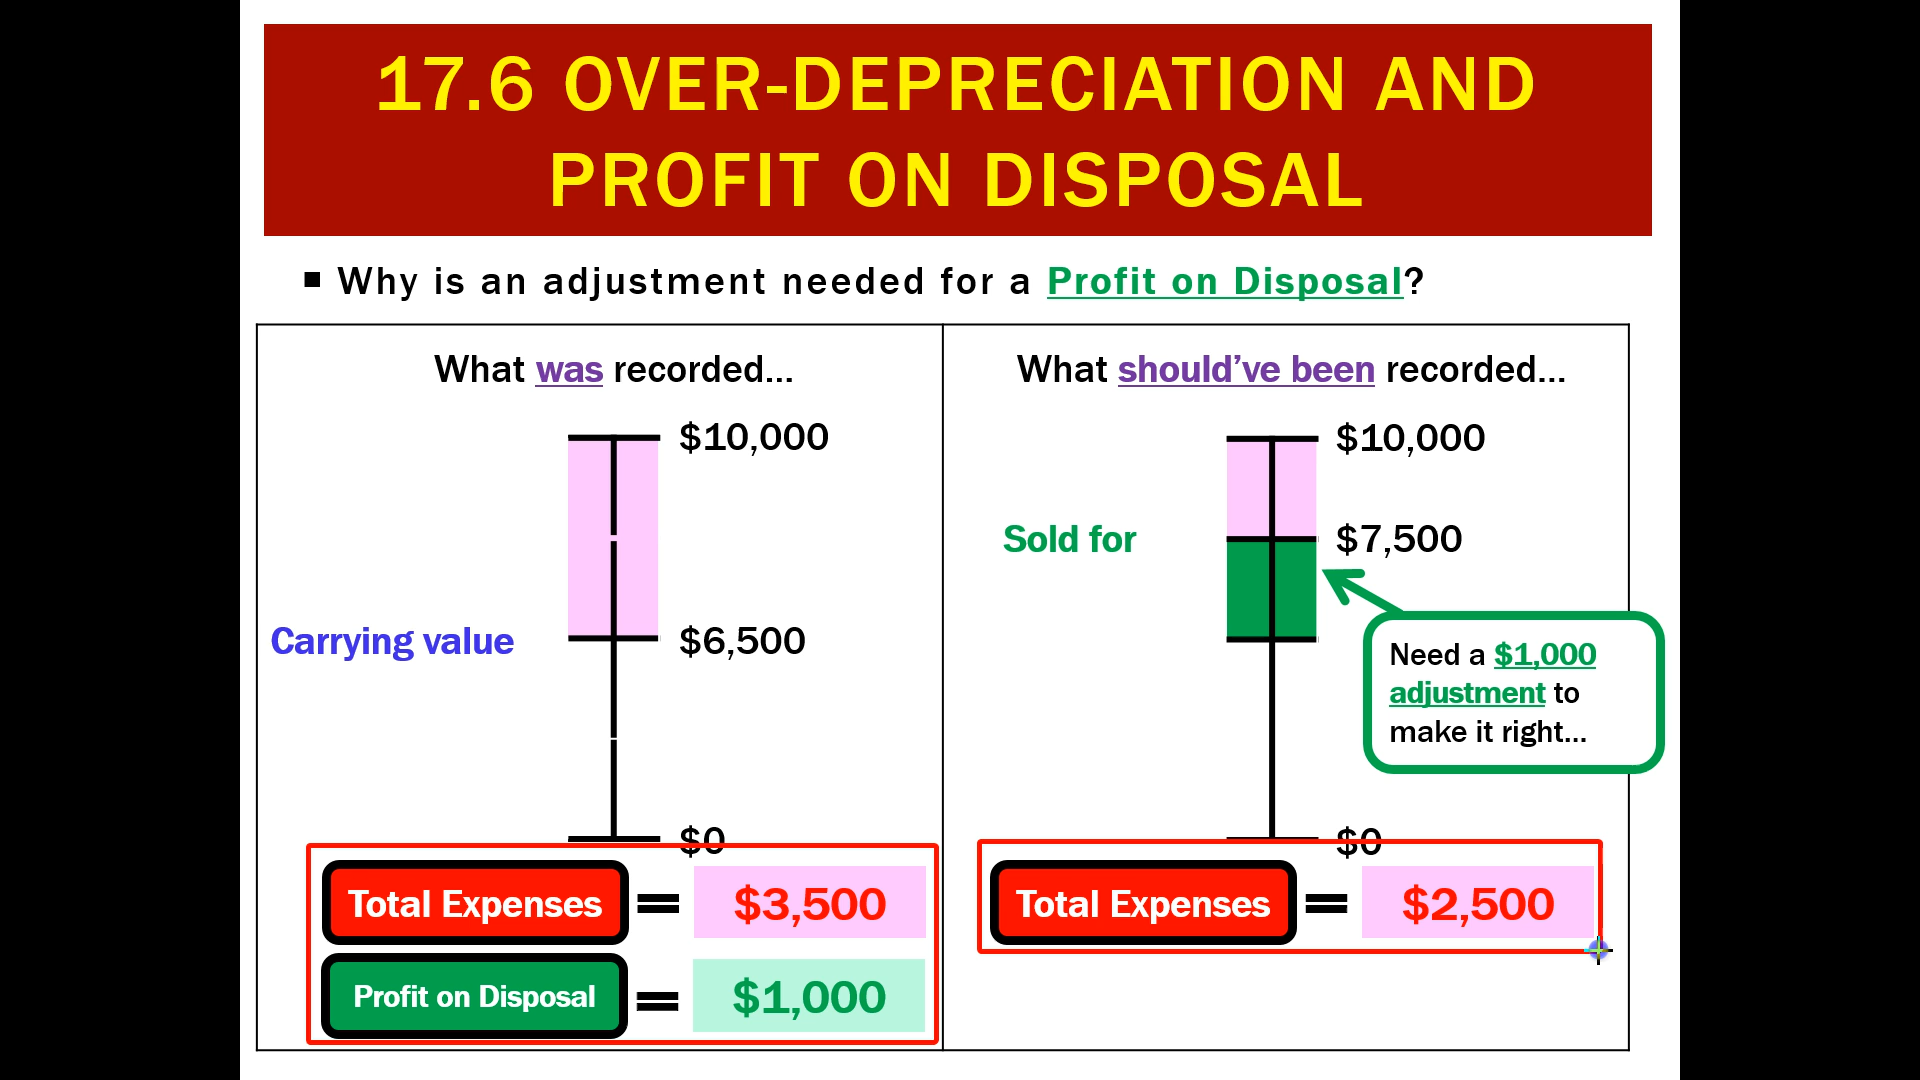 17.6 OVER-DEPRECIATION AND
PROFIT ON DISPOSAL
Why is an adjustment needed for a Profit on Disposal?
What was recorded...
$10,000
Carrying value
$6,500
$0
Total Expenses = $3,500
Profit on Disposal = $1,000
What should've been recorded...
$10,000
Sold for
$7,500
Need a $1,000
adjustment to
make it right...
$0
Total Expenses = $2,500